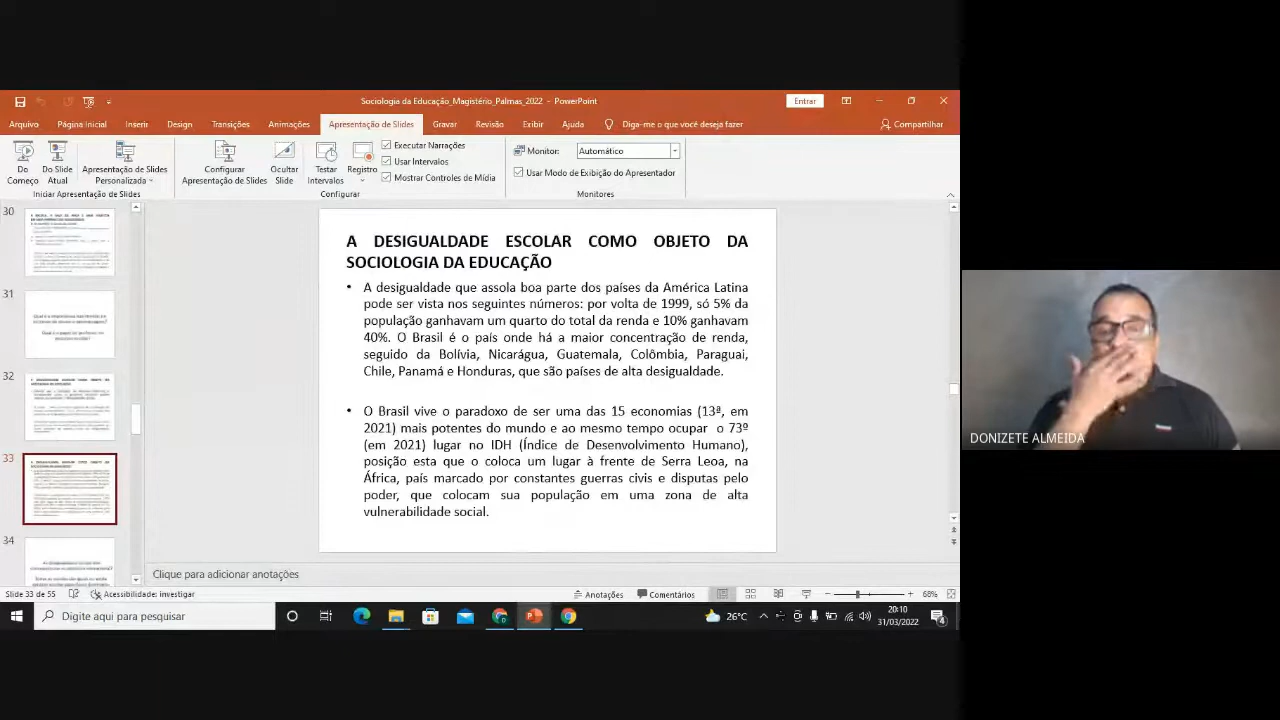 Sociologia da Educação_Magistério_Palmas_2022 - PowerPoint
Entrar
Arquivo Página Inicial Inserir Design Transições Animações Apresentação de Slides Gravar Revisão Exibir Ajuda Diga-me o que você deseja fazer Compartilhar
Do Começo
Do Slide Atual
Apresentação de Slides Personalizada
Iniciar Apresentação de Slides
Configurar Apresentação de Slides
Ocultar Slide
Testar Intervalos
Registro
Executar Narrações
Usar Intervalos
Mostrar Controles de Mídia
Configurar
Monitor: Automático
Usar Modo de Exibição do Apresentador
Monitores
30
31
32
33
34
A DESIGUALDADE ESCOLAR COMO OBJETO DA
SOCIOLOGIA DA EDUCAÇÃO
• A desigualdade que assola boa parte dos países da América Latina
pode ser vista nos seguintes números: por volta de 1999, só 5% da
população ganhavam um quarto do total da renda e 10% ganhavam
40%. O Brasil é o país onde há a maior concentração de renda,
seguido da Bolívia, Nicarágua, Guatemala, Colômbia, Paraguai,
Chile, Panamá e Honduras, que são países de alta desigualdade.
• O Brasil vive o paradoxo de ser uma das 15 economias (13ª, em
2021) mais potentes do mundo e ao mesmo tempo ocupar o 73º
(em 2021) lugar no IDH (Índice de Desenvolvimento Humano),
posição esta que o coloca um lugar à frente de Serra Leoa, na
África, país marcado por constantes guerras civis e disputas pelo
poder, que colocam sua população em uma zona de alta
vulnerabilidade social.
Clique para adicionar anotações
Slide 33 de 55 Acessibilidade: investigar Anotações Comentários 68%
Digite aqui para pesquisar
26°C
20:10
31/03/2022
4
DONIZETE ALMEIDA